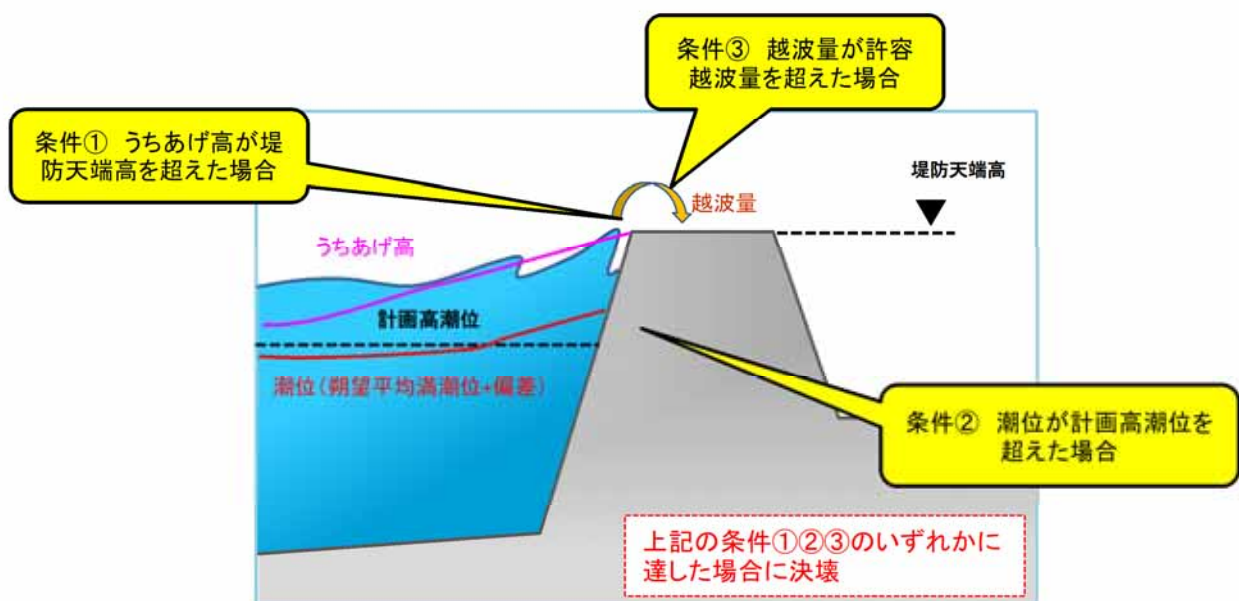 条件③ 越波量が許容
越波量を超えた場合
条件① うちあげ高が堤
防天端高を超えた場合
堤防天端高
越波量
うちあげ高
計画高潮位
潮位(朔望平均満潮位+偏差)
条件② 潮位が計画高潮位を
超えた場合
上記の条件①②③のいずれかに
達した場合に決壊